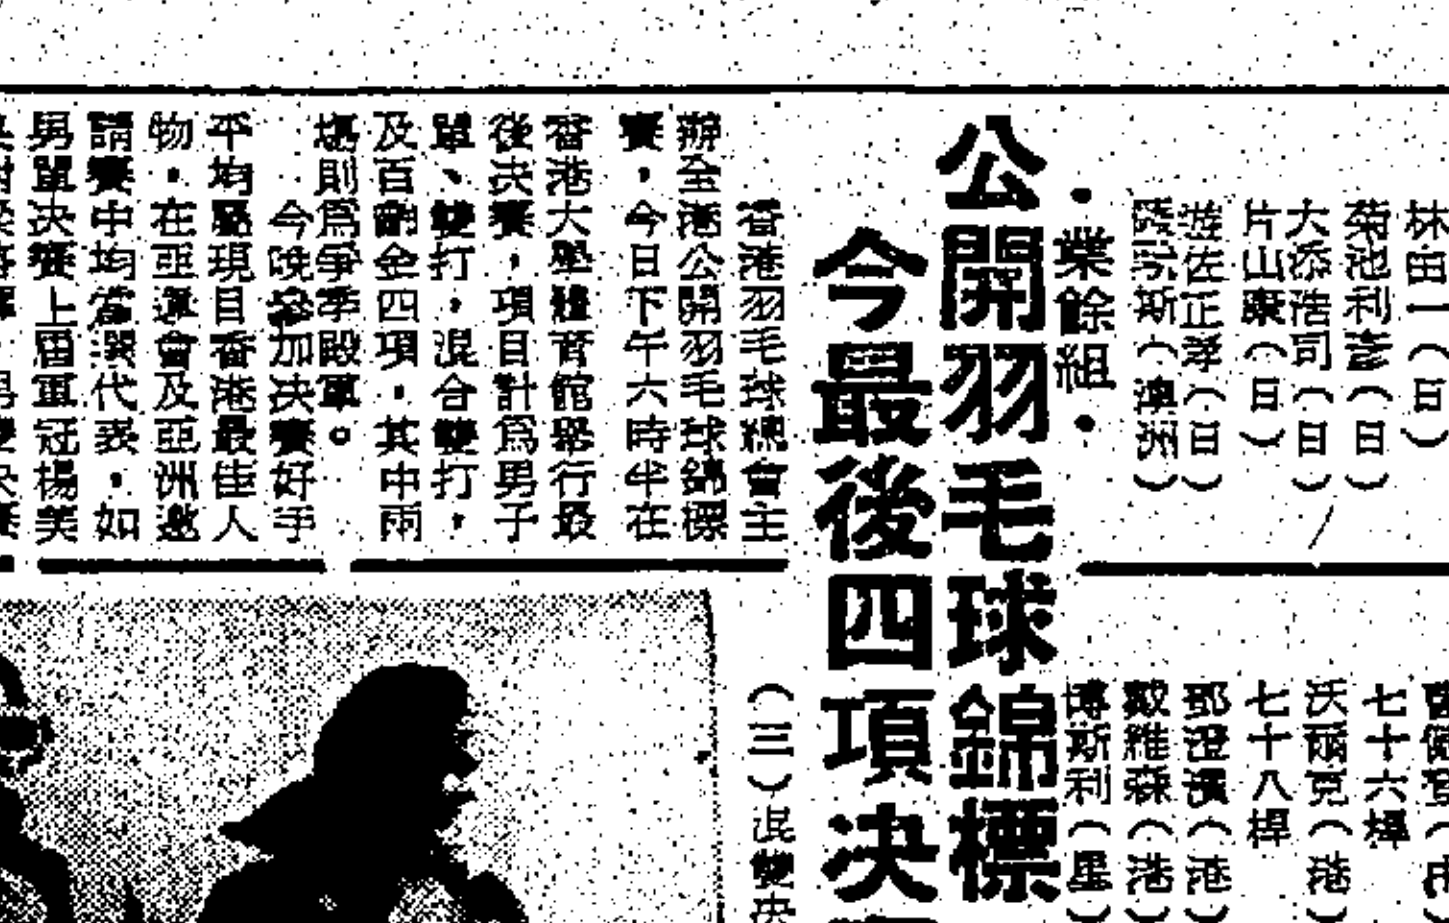 林由一（日）
菊池利彥（日）
大添浩司（日）
片山康（日）
遊佐正孝（日）
斯（澳洲）
・業餘組・
七十六桿
沃爾克（港）
七十八桿
鄧澄漢（港）
戴維森（港）
博斯利（星）
公開羽毛球錦標
今最後四項決
香港羽毛球總會主
辦全港公開羽毛球錦標
賽，今日下午六時半在
香港大學體育館舉行最
後決賽，項目計爲男子
單、雙打，混合雙打，
及百齡金四項，其中兩
場則爲爭季殿軍。
今晚參加決賽好手
平均屬現目香港最佳人
物，在亞運會及亞洲邀
請賽中均當選代表，如
男單決賽上屆軍冠楊美
（三）混雙決